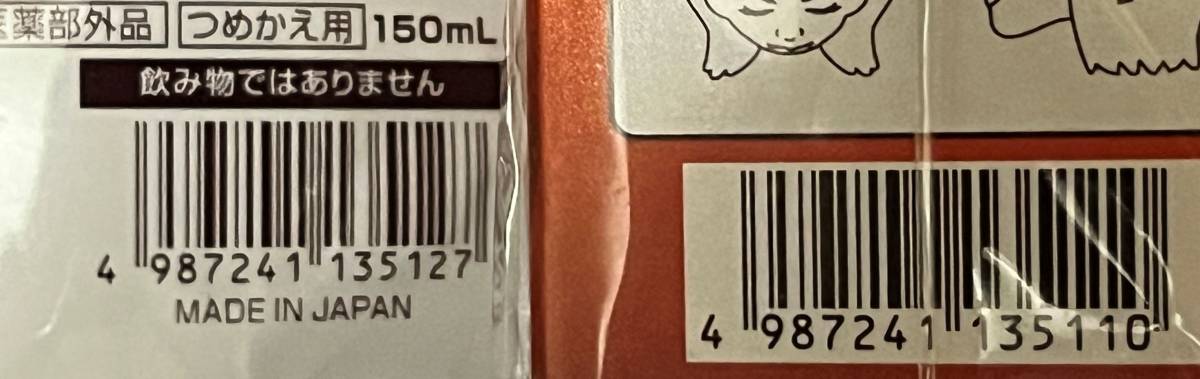 医薬部外品 つめかえ用 150mL
飲み物ではありません
4 987241 135127
MADE IN JAPAN
4 987241 135110